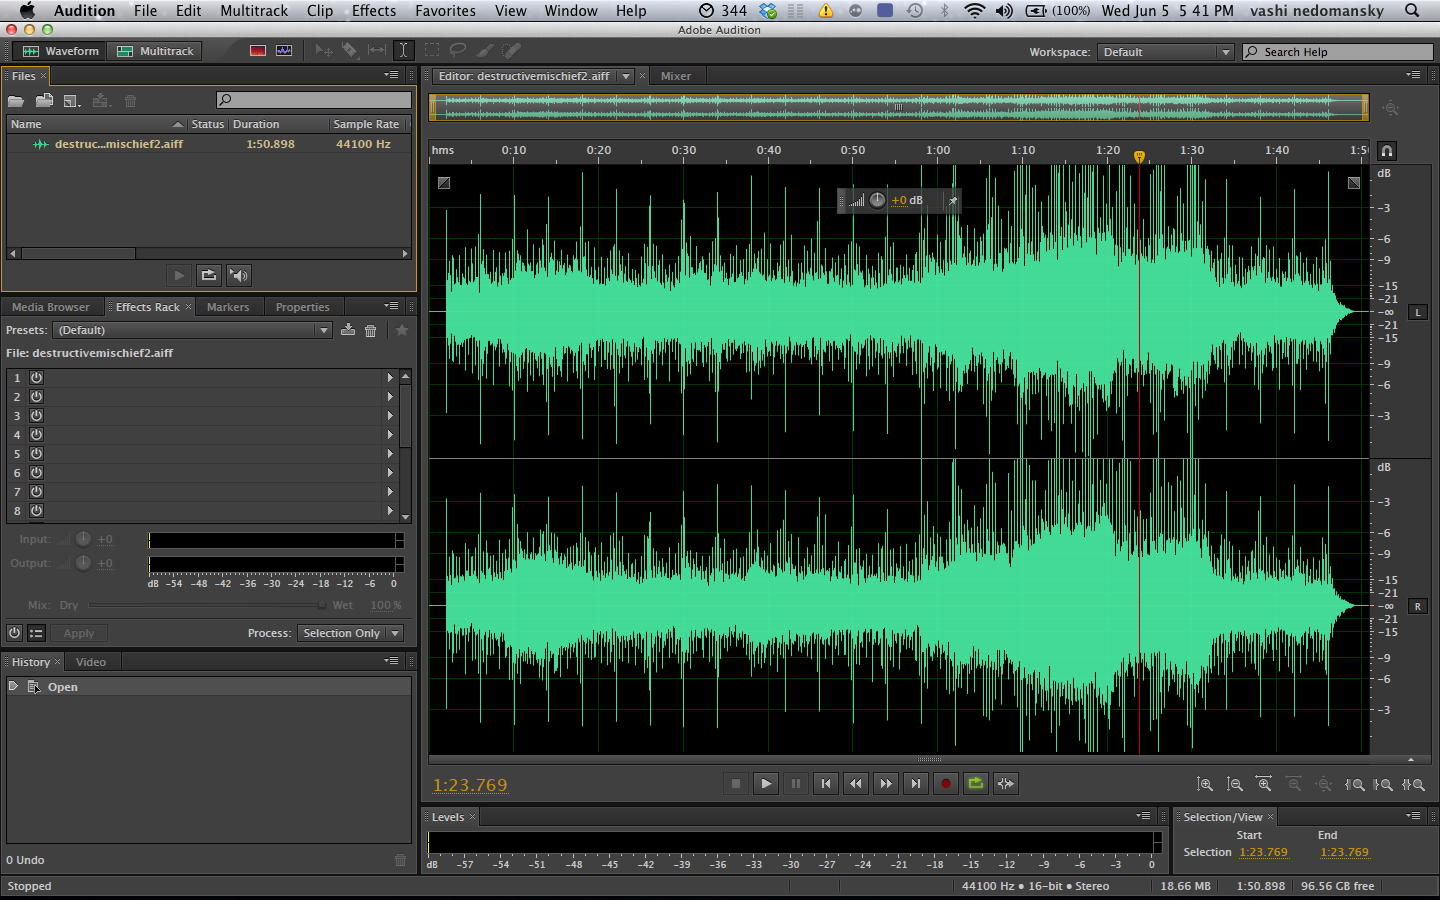 Audition File Edit Multitrack Clip Effects Favorites View Window Help 344 (100%) Wed Jun 5 5 41 PM vashi nedomansky
Adobe Audition
Waveform Multitrack Workspace: Default Search Help
Files
Name Status Duration Sample Rate
destruc...mischief2.aiff 1:50.898 44100 Hz
Media Browser Effects Rack Markers Properties
Presets: (Default)
File: destructivemischief2.aiff
1
2
3
4
5
6
7
8
Input: +0
Output: +0
dB -54 -48 -42 -36 -30 -24 -18 -12 -6 0
Mix: Dry Wet 100 %
Apply Process: Selection Only
History Video
Open
0 Undo
Stopped
Editor: destructivemischief2.aiff Mixer
hms 0:10 0:20 0:30 0:40 0:50 1:00 1:10 1:20 1:30 1:40 1:50
+0 dB
dB
-3
-6
-9
-15
-21
-∞
-21
-15
-9
-6
-3
L
dB
-3
-6
-9
-15
-21
-∞
-21
-15
-9
-6
-3
R
1:23.769
Levels
dB -57 -54 -51 -48 -45 -42 -39 -36 -33 -30 -27 -24 -21 -18 -15 -12 -9 -6 -3 0
Selection/View
Start End
Selection 1:23.769 1:23.769
44100 Hz • 16-bit • Stereo 18.66 MB 1:50.898 96.56 GB free